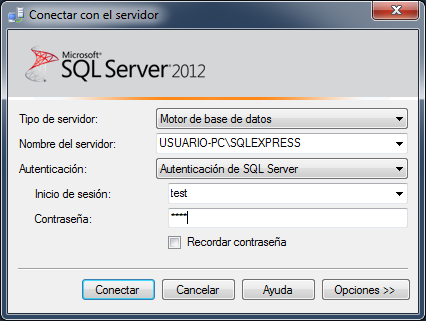 Conectar con el servidor
Microsoft
SQL Server 2012
Tipo de servidor: Motor de base de datos
Nombre del servidor: USUARIO-PC\SQLEXPRESS
Autenticación: Autenticación de SQL Server
Inicio de sesión: test
Contraseña: ****
Recordar contraseña
Conectar Cancelar Ayuda Opciones >>